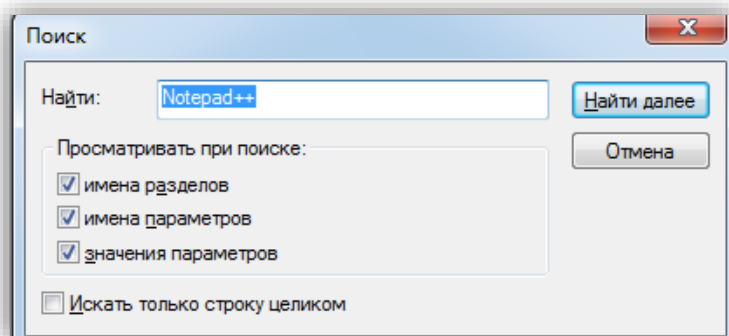 Поиск
Найти: Notepad++ Найти далее
Просматривать при поиске: Отмена
имена разделов
имена параметров
значения параметров
Искать только строку целиком